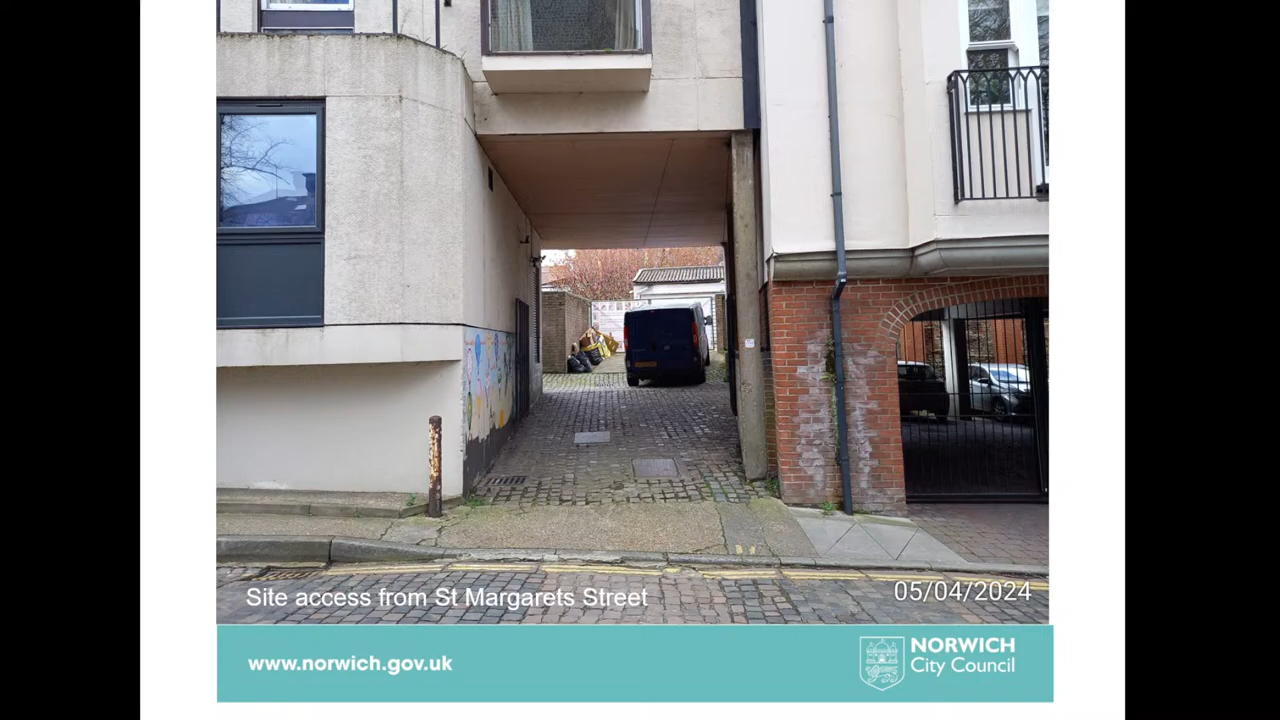 Site access from St Margarets Street
05/04/2024
www.norwich.gov.uk
NORWICH
City Council